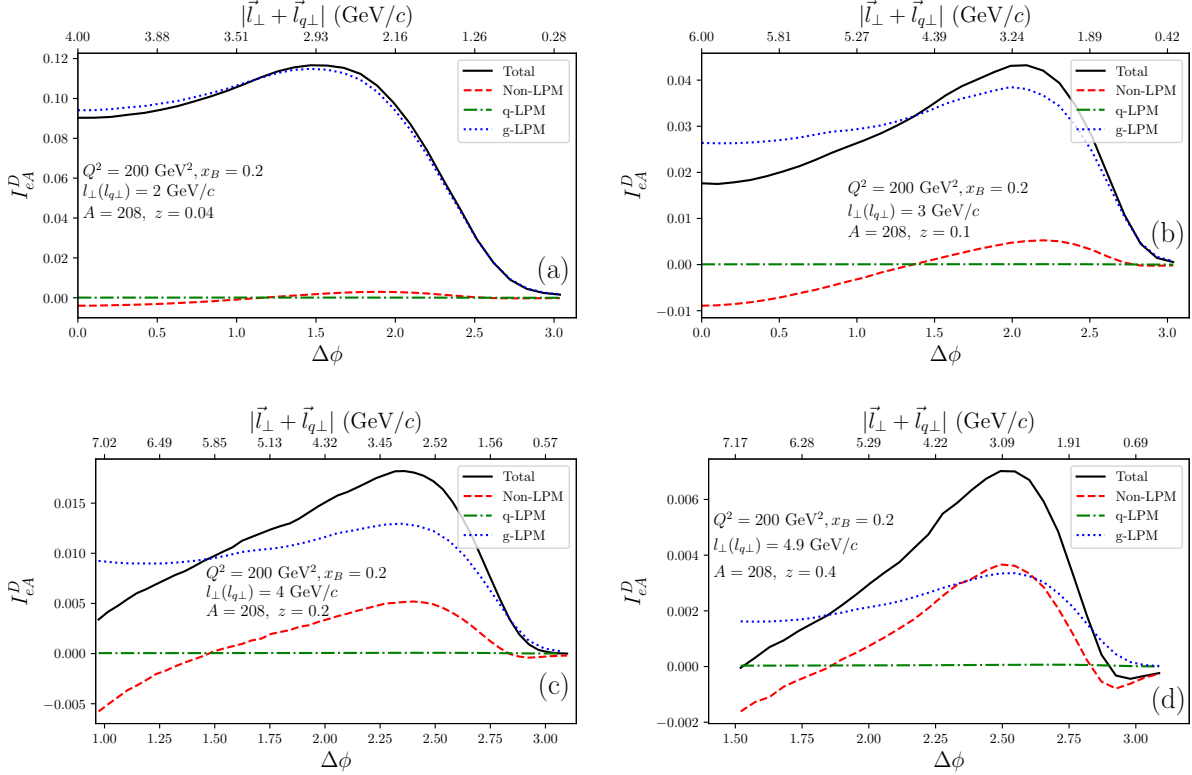 |l⃗⊥ + l⃗q⊥| (GeV/c)
4.00 3.88 3.51 2.93 2.16 1.26 0.28
0.12
0.10
0.08
0.06
0.04
0.02
0.00
I^D_eA
Total
Non-LPM
q-LPM
g-LPM
Q² = 200 GeV², x_B = 0.2
l⊥(lq⊥) = 2 GeV/c
A = 208, z = 0.04
(a)
0.0 0.5 1.0 1.5 2.0 2.5 3.0
Δϕ
|l⃗⊥ + l⃗q⊥| (GeV/c)
6.00 5.81 5.27 4.39 3.24 1.89 0.42
0.04
0.03
0.02
0.01
0.00
−0.01
I^D_eA
Total
Non-LPM
q-LPM
g-LPM
Q² = 200 GeV², x_B = 0.2
l⊥(lq⊥) = 3 GeV/c
A = 208, z = 0.1
(b)
0.0 0.5 1.0 1.5 2.0 2.5 3.0
Δϕ
|l⃗⊥ + l⃗q⊥| (GeV/c)
7.02 6.49 5.85 5.13 4.32 3.45 2.52 1.56 0.57
0.015
0.010
0.005
0.000
−0.005
I^D_eA
Total
Non-LPM
q-LPM
g-LPM
Q² = 200 GeV², x_B = 0.2
l⊥(lq⊥) = 4 GeV/c
A = 208, z = 0.2
(c)
1.00 1.25 1.50 1.75 2.00 2.25 2.50 2.75 3.00
Δϕ
|l⃗⊥ + l⃗q⊥| (GeV/c)
7.17 6.28 5.29 4.22 3.09 1.91 0.69
0.006
0.004
0.002
0.000
−0.002
I^D_eA
Total
Non-LPM
q-LPM
g-LPM
Q² = 200 GeV², x_B = 0.2
l⊥(lq⊥) = 4.9 GeV/c
A = 208, z = 0.4
(d)
1.50 1.75 2.00 2.25 2.50 2.75 3.00
Δϕ